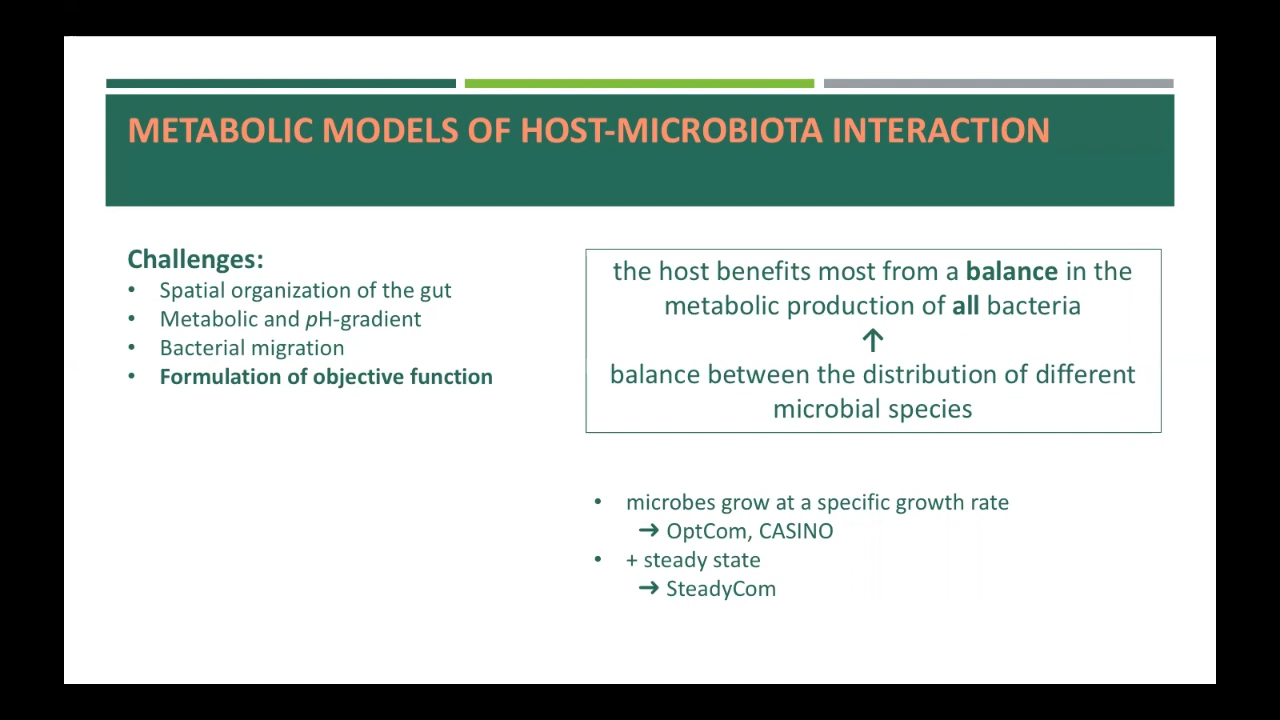 METABOLIC MODELS OF HOST-MICROBIOTA INTERACTION
Challenges:
• Spatial organization of the gut
• Metabolic and pH-gradient
• Bacterial migration
• Formulation of objective function
the host benefits most from a balance in the
metabolic production of all bacteria
↑
balance between the distribution of different
microbial species
• microbes grow at a specific growth rate
➔ OptCom, CASINO
• + steady state
➔ SteadyCom